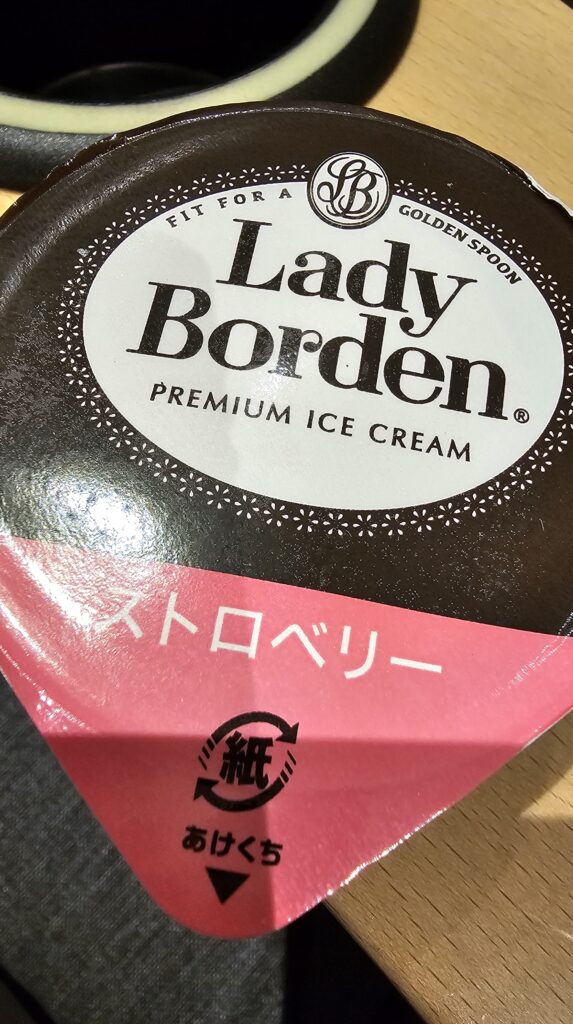 FIT FOR A LB GOLDEN SPOON
Lady
Borden®
PREMIUM ICE CREAM
ストロベリー
紙
あけくち
▼